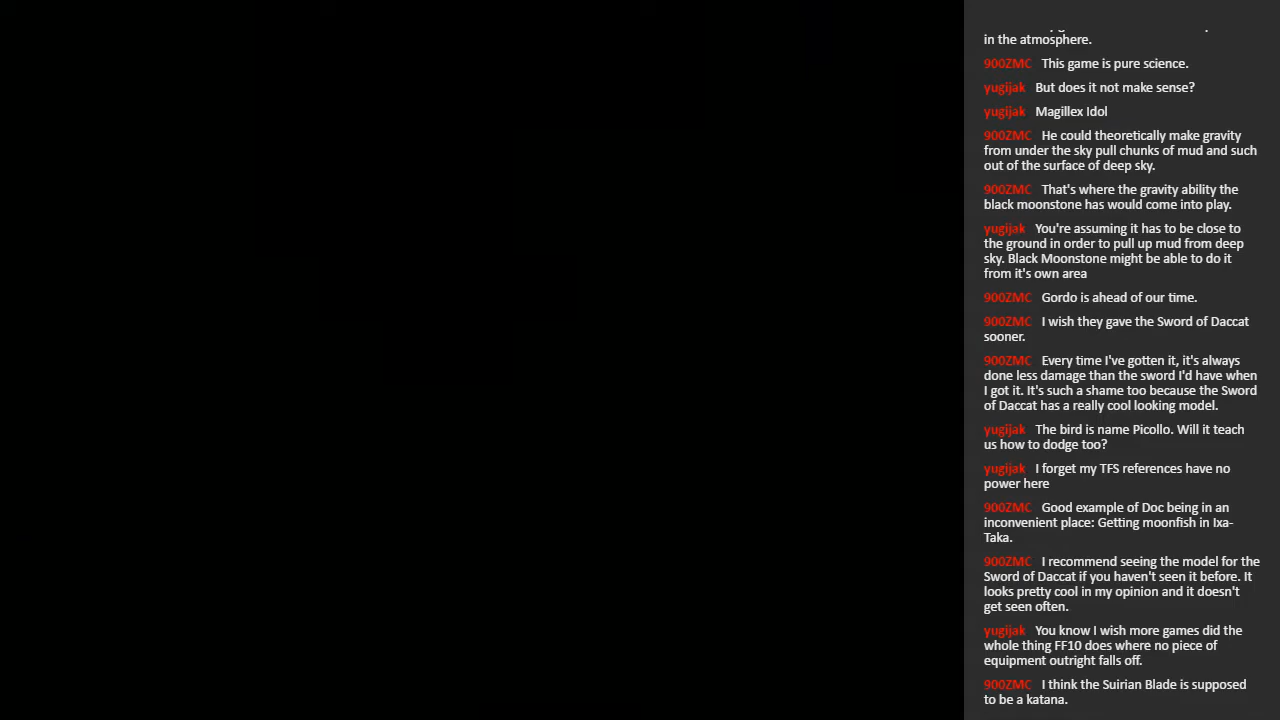 in the atmosphere.
900ZMC This game is pure science.
yugijak But does it not make sense?
yugijak Magillex Idol
900ZMC He could theoretically make gravity
from under the sky pull chunks of mud and such
out of the surface of deep sky.
900ZMC That's where the gravity ability the
black moonstone has would come into play.
yugijak You're assuming it has to be close to
the ground in order to pull up mud from deep
sky. Black Moonstone might be able to do it
from it's own area
900ZMC Gordo is ahead of our time.
900ZMC I wish they gave the Sword of Daccat
sooner.
900ZMC Every time I've gotten it, it's always
done less damage than the sword I'd have when
I got it. It's such a shame too because the Sword
of Daccat has a really cool looking model.
yugijak The bird is name Picollo. Will it teach
us how to dodge too?
yugijak I forget my TFS references have no
power here
900ZMC Good example of Doc being in an
inconvenient place: Getting moonfish in Ixa-
Taka.
900ZMC I recommend seeing the model for the
Sword of Daccat if you haven't seen it before. It
looks pretty cool in my opinion and it doesn't
get seen often.
yugijak You know I wish more games did the
whole thing FF10 does where no piece of
equipment outright falls off.
900ZMC I think the Suirian Blade is supposed
to be a katana.